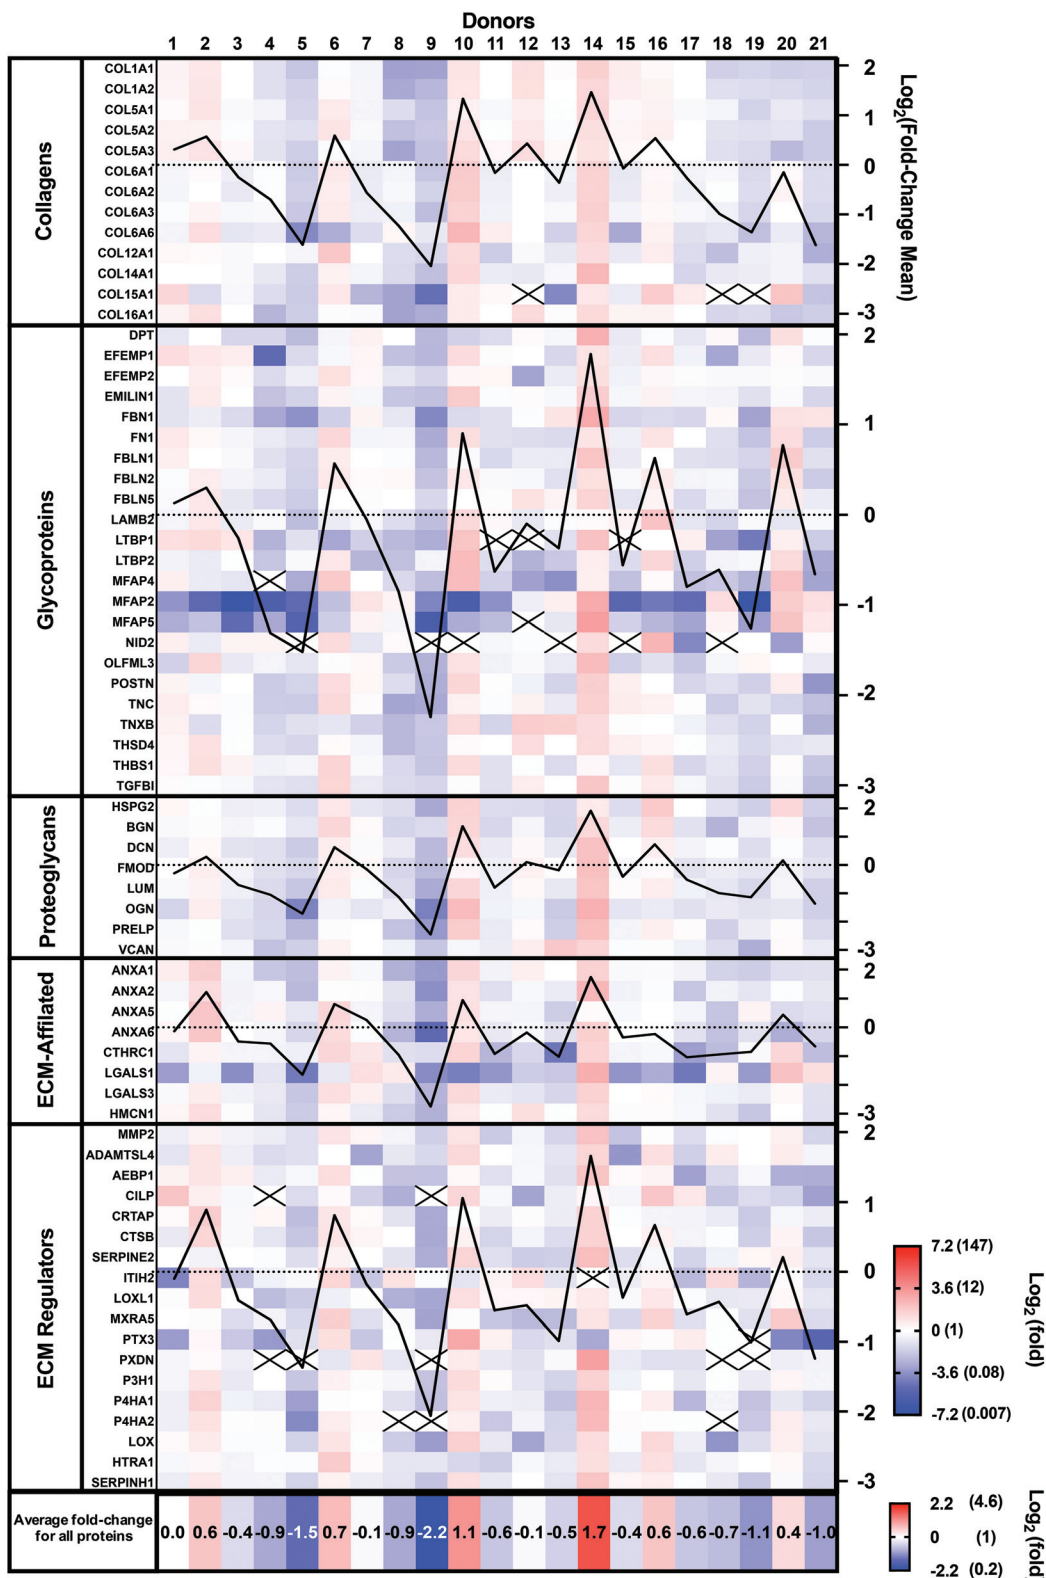 Donors
1 2 3 4 5 6 7 8 9 10 11 12 13 14 15 16 17 18 19 20 21
Collagens
COL1A1
COL1A2
COL5A1
COL5A2
COL5A3
COL6A1
COL6A2
COL6A3
COL6A6
COL12A1
COL14A1
COL15A1
COL16A1
2
1
0
-1
-2
-3
Log2(Fold-Change Mean)
Glycoproteins
DPT
EFEMP1
EFEMP2
EMILIN1
FBN1
FN1
FBLN1
FBLN2
FBLN5
LAMB2
LTBP1
LTBP2
MFAP4
MFAP2
MFAP5
NID2
OLFML3
POSTN
TNC
TNXB
THSD4
THBS1
TGFBI
2
1
0
-1
-2
-3
Proteoglycans
HSPG2
BGN
DCN
FMOD
LUM
OGN
PRELP
VCAN
2
0
-3
ECM-Affilated
ANXA1
ANXA2
ANXA5
ANXA6
CTHRC1
LGALS1
LGALS3
HMCN1
2
0
-3
ECM Regulators
MMP2
ADAMTSL4
AEBP1
CILP
CRTAP
CTSB
SERPINE2
ITIH2
LOXL1
MXRA5
PTX3
PXDN
P3H1
P4HA1
P4HA2
LOX
HTRA1
SERPINH1
2
1
0
-1
-2
-3
7.2 (147)
3.6 (12)
0 (1)
-3.6 (0.08)
-7.2 (0.007)
Log2 (fold)
Average fold-change
for all proteins
0.0 0.6 -0.4 -0.9 -1.5 0.7 -0.1 -0.9 -2.2 1.1 -0.6 -0.1 -0.5 1.7 -0.4 0.6 -0.6 -0.7 -1.1 0.4 -1.0
2.2 (4.6)
0 (1)
-2.2 (0.2)
Log2 (fold)